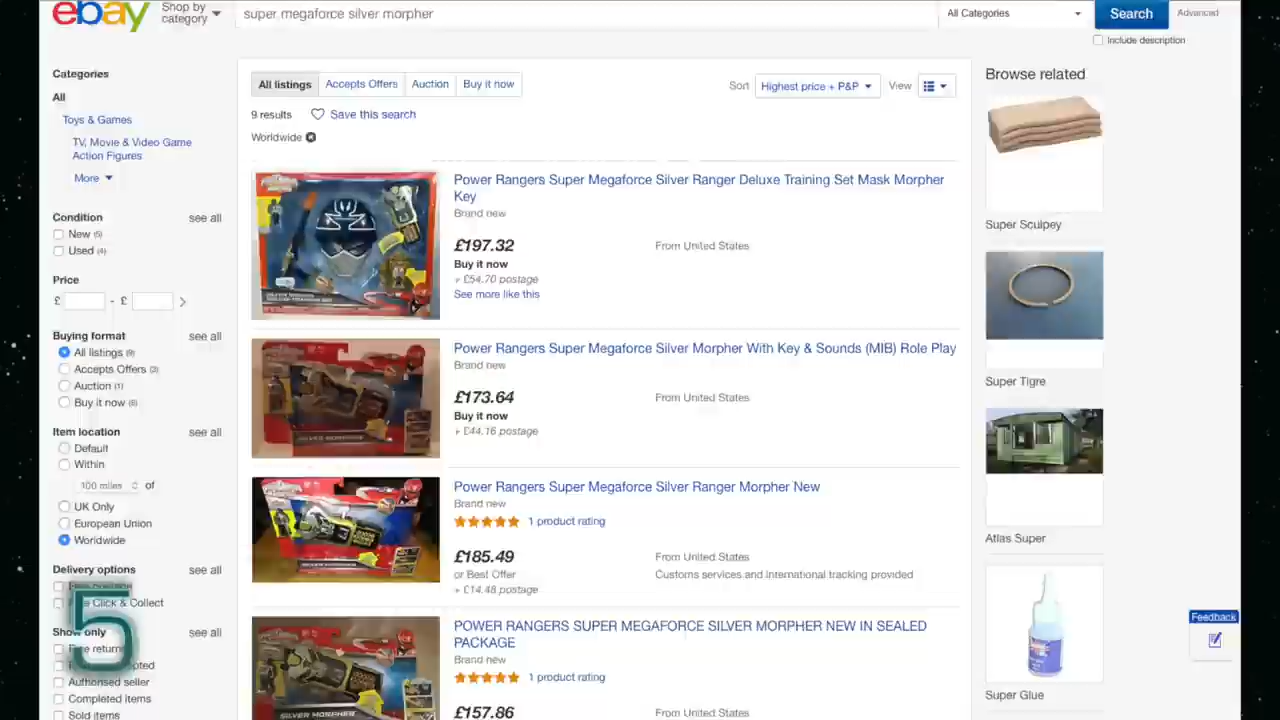 ebay
Shop by category
super megaforce silver morpher
All Categories
Search
Advanced
Include description
Categories
All
Toys & Games
TV, Movie & Video Game
Action Figures
More
Condition
see all
New (5)
Used (4)
Price
£ - £
Buying format
see all
All listings (9)
Accepts Offers (3)
Auction (1)
Buy it now (8)
Item location
see all
Default
Within
100 miles of
UK Only
European Union
Worldwide
Delivery options
see all
Click & Collect
Show only
see all
Free returns
Authorised seller
Completed items
Sold items
5
All listings
Accepts Offers
Auction
Buy it now
Sort
Highest price + P&P
View
9 results
Save this search
Worldwide
Power Rangers Super Megaforce Silver Ranger Deluxe Training Set Mask Morpher
Key
Brand new
£197.32
From United States
Buy it now
+ £54.70 postage
See more like this
Power Rangers Super Megaforce Silver Morpher With Key & Sounds (MIB) Role Play
Brand new
£173.64
From United States
Buy it now
+ £44.16 postage
Power Rangers Super Megaforce Silver Ranger Morpher New
Brand new
1 product rating
£185.49
From United States
or Best Offer
Customs services and international tracking provided
+ £14.48 postage
POWER RANGERS SUPER MEGAFORCE SILVER MORPHER NEW IN SEALED
PACKAGE
Brand new
1 product rating
£157.86
From United States
SILVER MORPHER
Browse related
Super Sculpey
Super Tigre
Atlas Super
Super Glue
Feedback